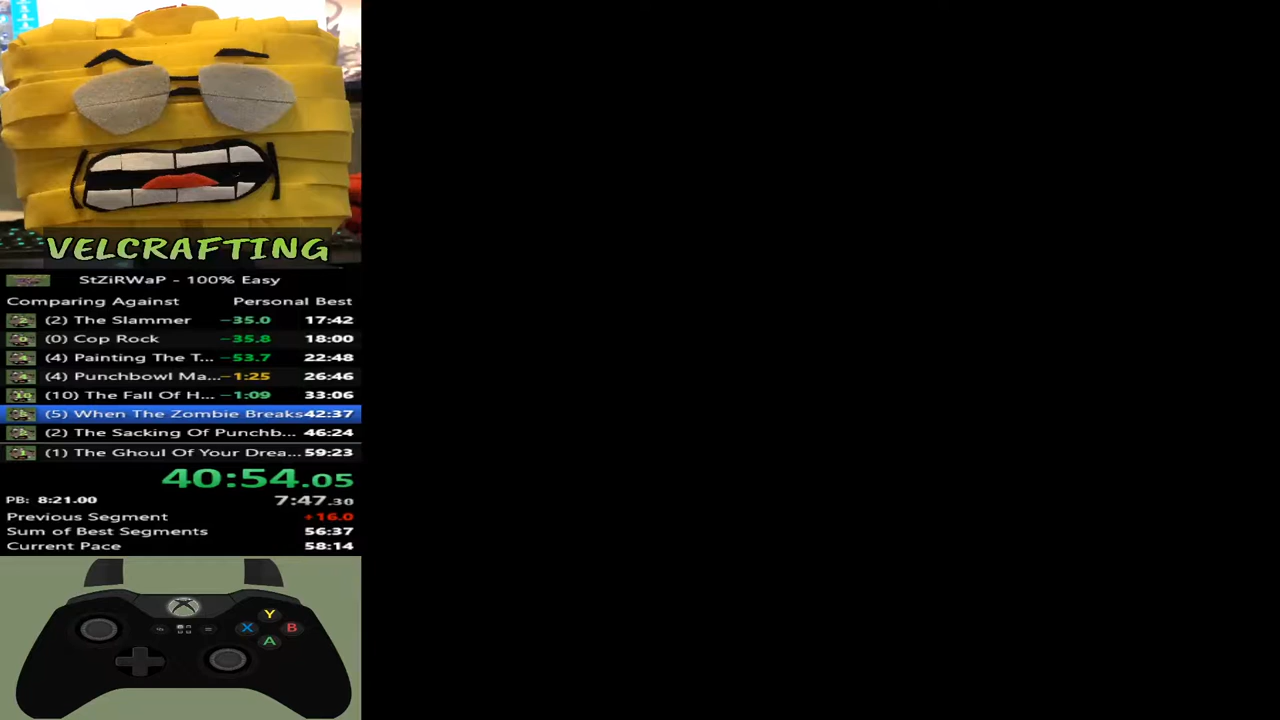 VELCRAFTING
StZiRWaP - 100% Easy
Comparing Against Personal Best
(2) The Slammer -35.0 17:42
(0) Cop Rock -35.8 18:00
(4) Painting The T... -53.7 22:48
(4) Punchbowl Ma... -1:25 26:46
(10) The Fall Of H... -1:09 33:06
(5) When The Zombie Breaks 42:37
(2) The Sacking Of Punchb... 46:24
(1) The Ghoul Of Your Drea... 59:23
40:54.05
PB: 8:21.00 7:47.30
Previous Segment +16.0
Sum of Best Segments 56:37
Current Pace 58:14
Y
X B
A